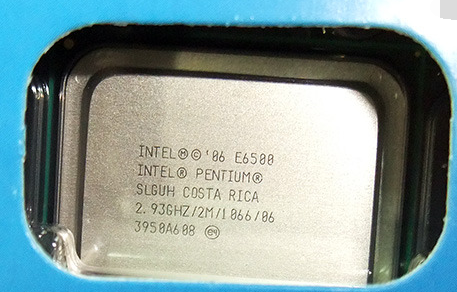 INTEL®©'06 E6500
INTEL® PENTIUM®
SLGUH COSTA RICA
2.93GHZ/2M/1066/06
3950A608 e4